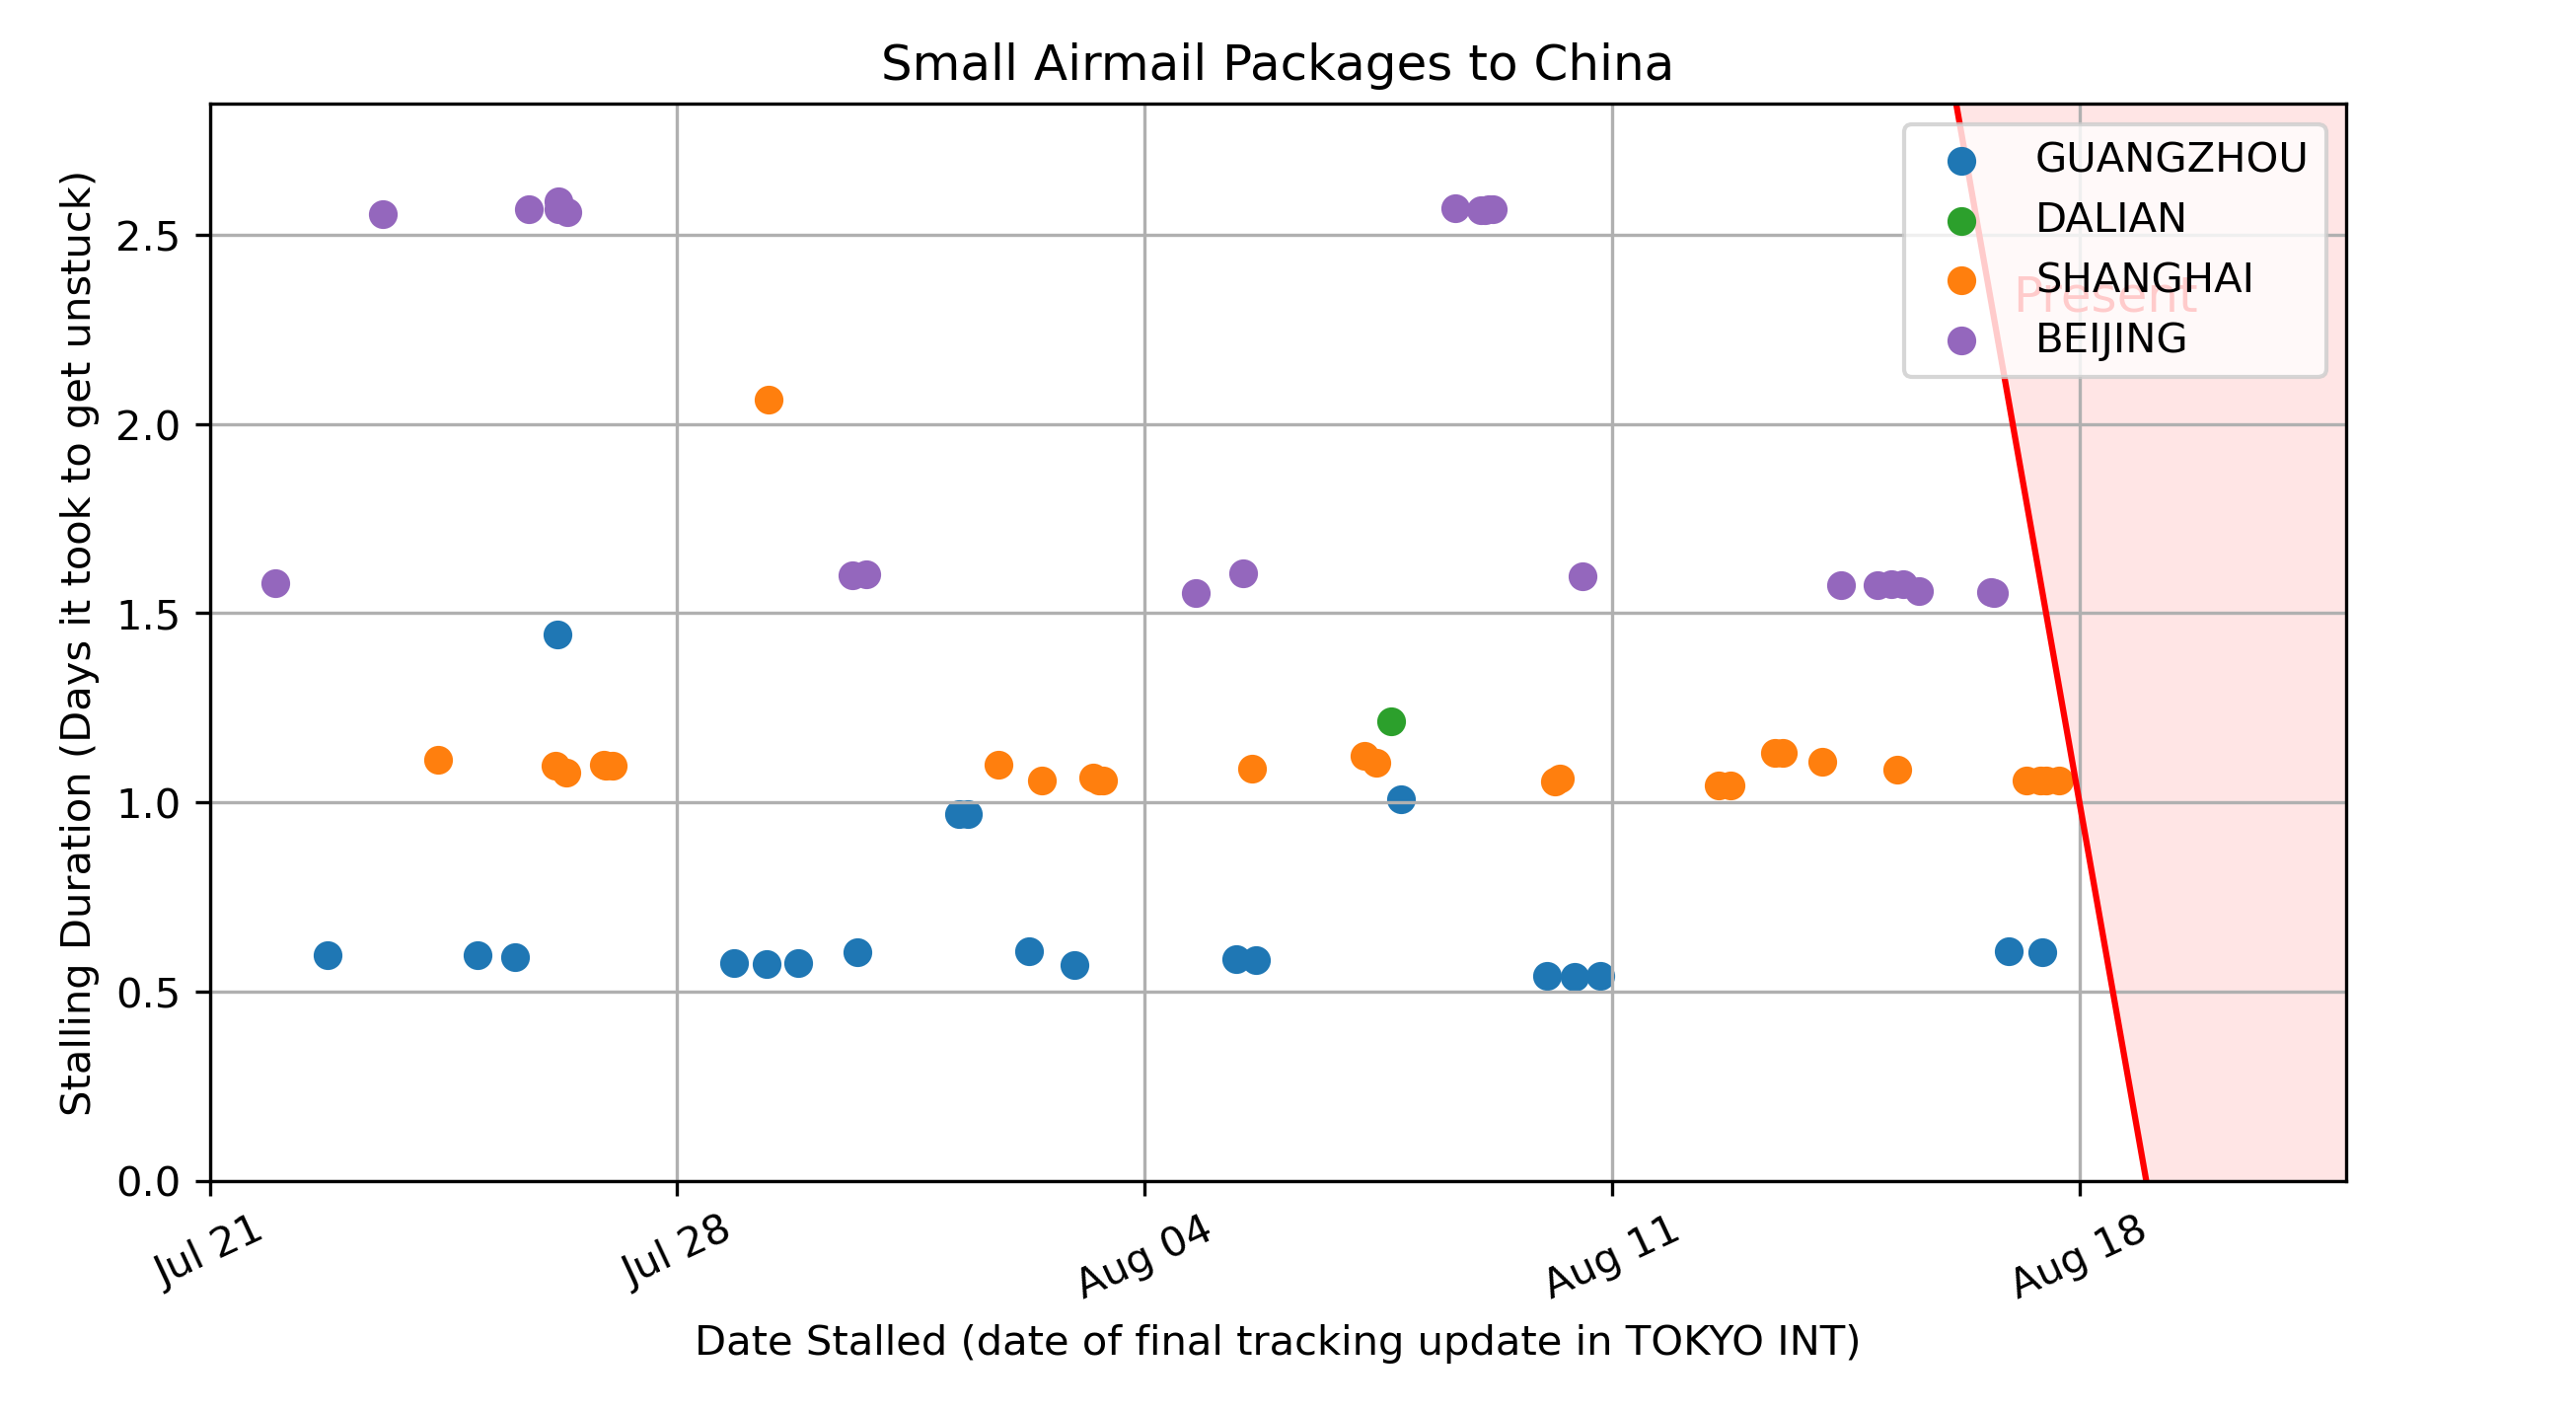 Small Airmail Packages to China
Stalling Duration (Days it took to get unstuck)
2.5
2.0
1.5
1.0
0.5
0.0
GUANGZHOU
DALIAN
SHANGHAI
Present
BEIJING
Jul 21
Jul 28
Aug 04
Aug 11
Aug 18
Date Stalled (date of final tracking update in TOKYO INT)